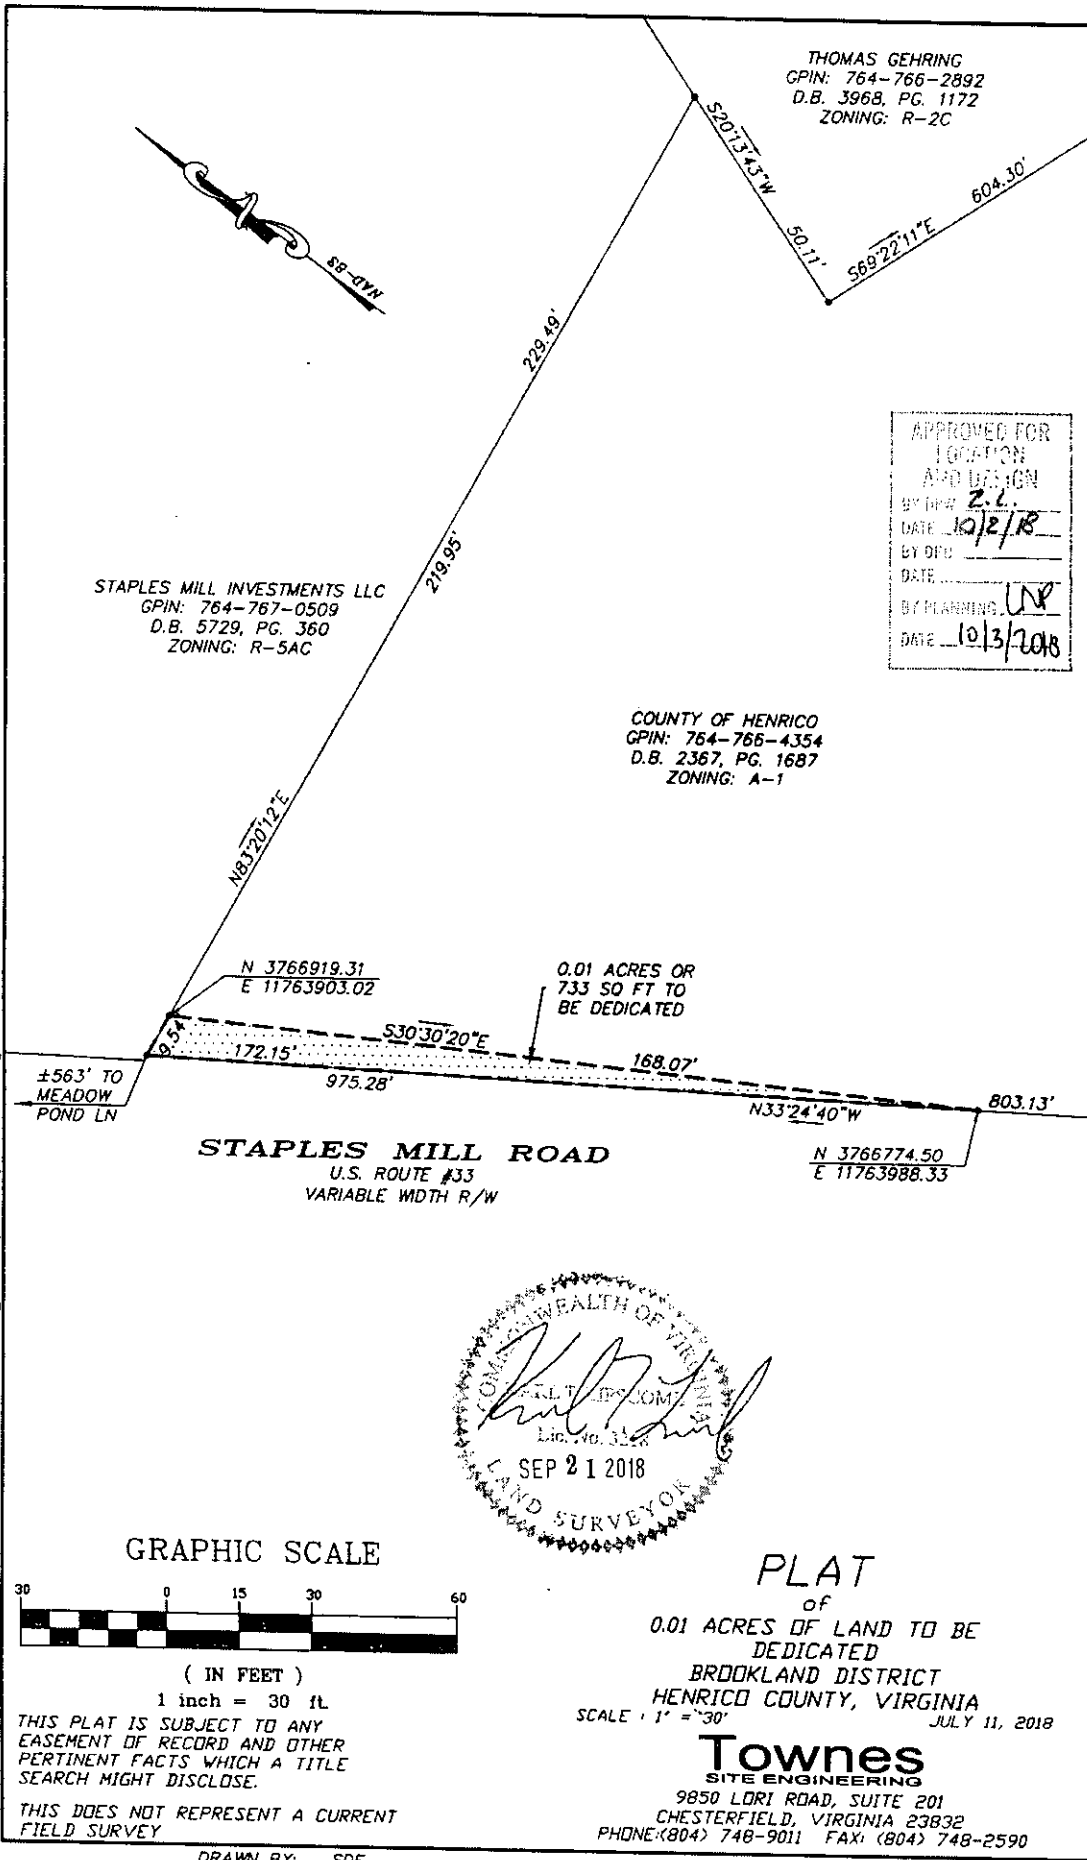 THOMAS GEHRING
GPIN: 764-766-2892
D.B. 3968, PG. 1172
ZONING: R-2C
S20°13'43"W
50.11'
S69°22'11"E
604.30'
NAD-83
229.49'
219.95'
APPROVED FOR
LOCATION
AND DESIGN
BY DPW Z.L.
DATE 10/2/18
BY DPU
DATE
BY PLANNING
DATE 10/3/2018
STAPLES MILL INVESTMENTS LLC
GPIN: 764-767-0509
D.B. 5729, PG. 360
ZONING: R-5AC
COUNTY OF HENRICO
GPIN: 764-766-4354
D.B. 2367, PG. 1687
ZONING: A-1
N83°20'12"E
N 3766919.31
E 11763903.02
0.01 ACRES OR
733 SQ FT TO
BE DEDICATED
9.54'
S30°30'20"E
172.15'
168.07'
975.28'
N33°24'40"W
803.13'
±563' TO
MEADOW
POND LN
STAPLES MILL ROAD
U.S. ROUTE #33
VARIABLE WIDTH R/W
N 3766774.50
E 11763988.33
COMMONWEALTH OF VIRGINIA
Lic. No.
SEP 21 2018
LAND SURVEYOR
GRAPHIC SCALE
30 0 15 30 60
( IN FEET )
1 inch = 30 ft.
THIS PLAT IS SUBJECT TO ANY
EASEMENT OF RECORD AND OTHER
PERTINENT FACTS WHICH A TITLE
SEARCH MIGHT DISCLOSE.
THIS DOES NOT REPRESENT A CURRENT
FIELD SURVEY
DRAWN BY:
PLAT
of
0.01 ACRES OF LAND TO BE
DEDICATED
BROOKLAND DISTRICT
HENRICO COUNTY, VIRGINIA
SCALE : 1" = 30'
JULY 11, 2018
Townes
SITE ENGINEERING
9850 LORI ROAD, SUITE 201
CHESTERFIELD, VIRGINIA 23832
PHONE:(804) 748-9011 FAX: (804) 748-2590